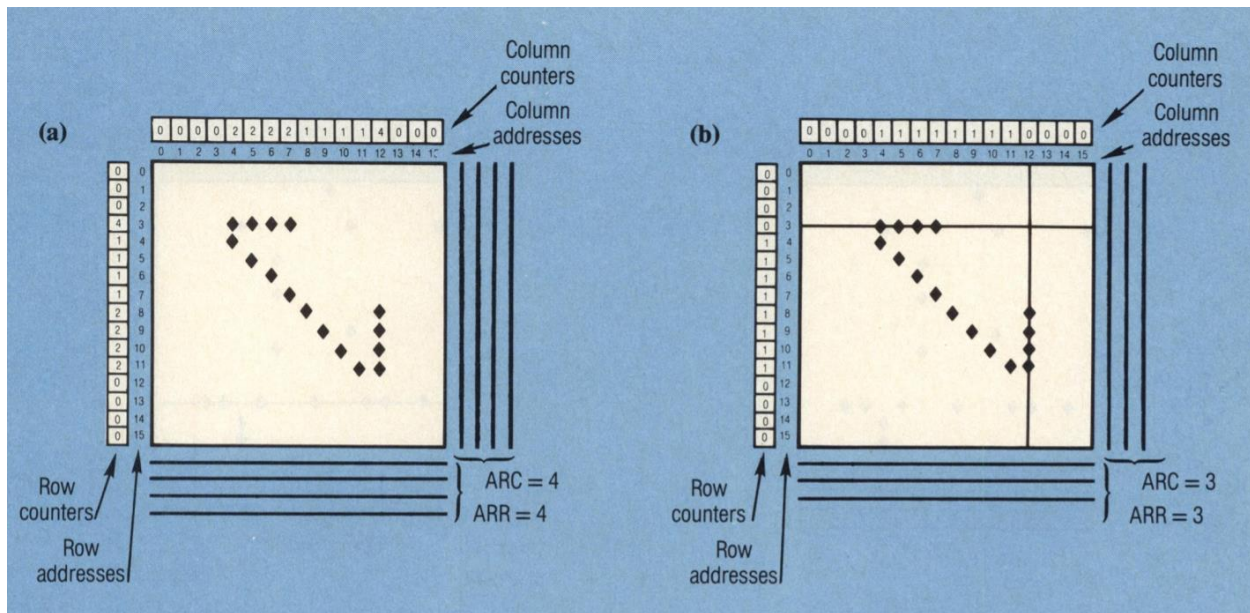 (a)
Column
counters
Column
addresses
0 0 0 0 2 2 2 2 1 1 1 1 4 0 0 0
0 1 2 3 4 5 6 7 8 9 10 11 12 13 14
0 0
0 1
0 2
4 3
1 4
1 5
1 6
1 7
2 8
2 9
2 10
2 11
0 12
0 13
0 14
0 15
Row
counters
Row
addresses
ARC = 4
ARR = 4
(b)
Column
counters
Column
addresses
0 0 0 0 1 1 1 1 1 1 1 1 0 0 0 0
0 1 2 3 4 5 6 7 8 9 10 11 12 13 14 15
0 0
0 1
0 2
0 3
1 4
1 5
1 6
1 7
1 8
1 9
1 10
1 11
0 12
0 13
0 14
0 15
Row
counters
Row
addresses
ARC = 3
ARR = 3